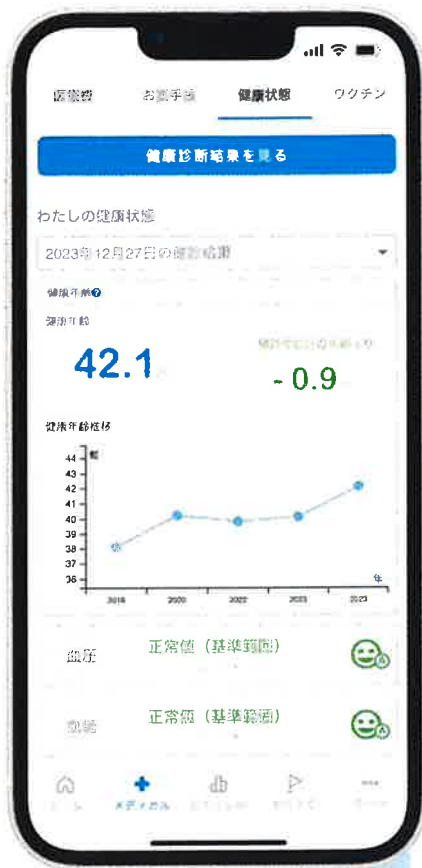 医療費 お薬手帳 健康状態 ワクチン
健康診断結果を見る
わたしの健康状態
2023年12月27日の健診結果
健康年齢
健康年齢
42.1
- 0.9
健康年齢推移
歳
44
43
42
41
40
39
38
37
36
年
2020 2022 2023 2023
正常値（基準範囲）
A
正常値（基準範囲）
A
メディカル